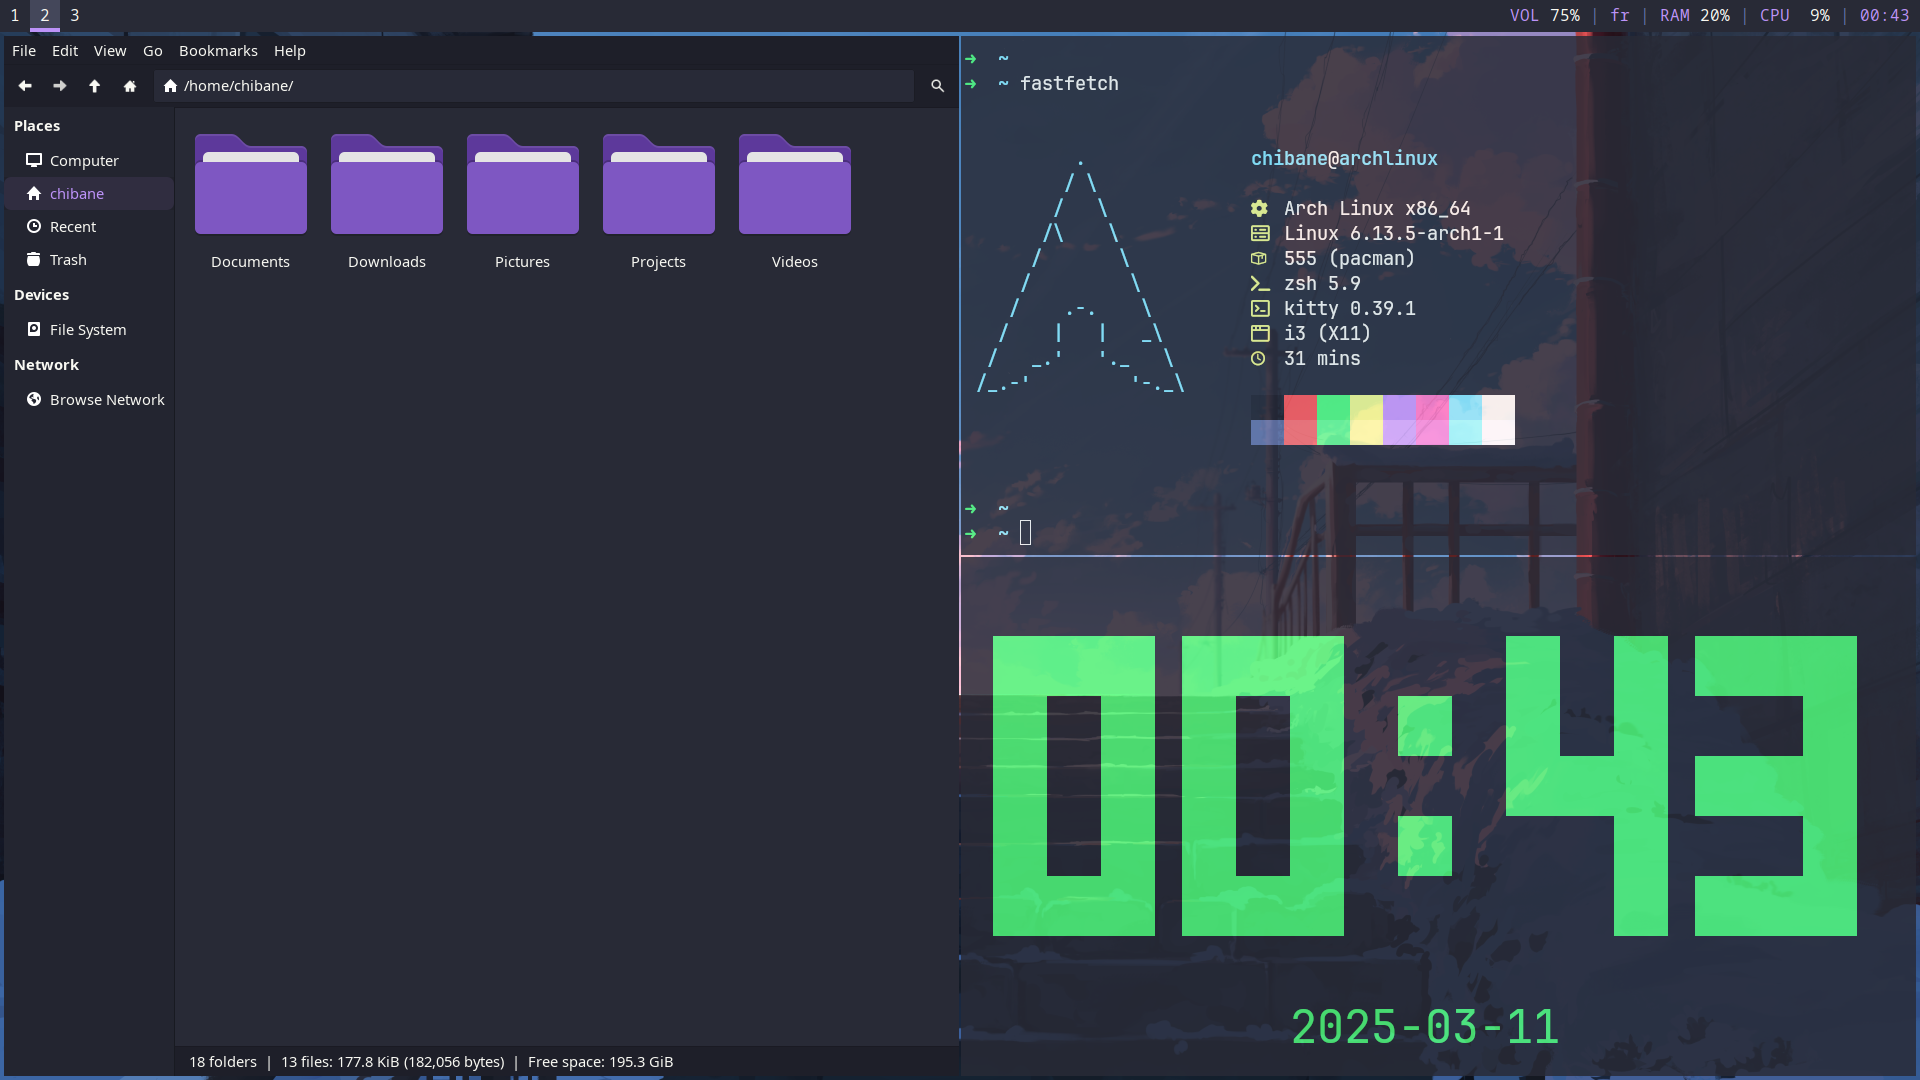 1 2 3
VOL 75% | fr | RAM 20% | CPU 9% | 00:43
File Edit View Go Bookmarks Help
/home/chibane/
Places
Computer
chibane
Recent
Trash
Devices
File System
Network
Browse Network
Documents Downloads Pictures Projects Videos
18 folders | 13 files: 177.8 KiB (182,056 bytes) | Free space: 195.3 GiB
➜ ~
➜ ~ fastfetch
chibane@archlinux
Arch Linux x86_64
Linux 6.13.5-arch1-1
555 (pacman)
zsh 5.9
kitty 0.39.1
i3 (X11)
31 mins
➜ ~
➜ ~
00:43
2025-03-11